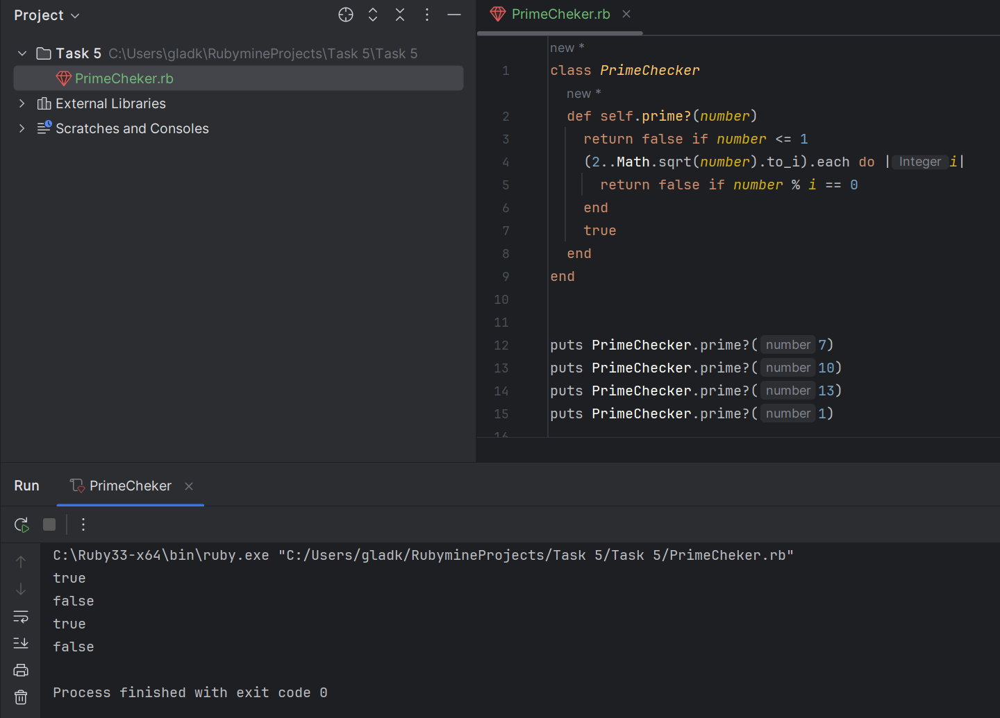 Project
Task 5 C:\Users\gladk\RubymineProjects\Task 5\Task 5
PrimeCheker.rb
External Libraries
Scratches and Consoles
PrimeCheker.rb
new *
1 class PrimeChecker
new *
2 def self.prime?(number)
3 return false if number <= 1
4 (2..Math.sqrt(number).to_i).each do |Integer i|
5 return false if number % i == 0
6 end
7 true
8 end
9 end
10
11
12 puts PrimeChecker.prime?( number 7)
13 puts PrimeChecker.prime?( number 10)
14 puts PrimeChecker.prime?( number 13)
15 puts PrimeChecker.prime?( number 1)
16
Run PrimeCheker
C:\Ruby33-x64\bin\ruby.exe "C:/Users/gladk/RubymineProjects/Task 5/Task 5/PrimeCheker.rb"
true
false
true
false
Process finished with exit code 0